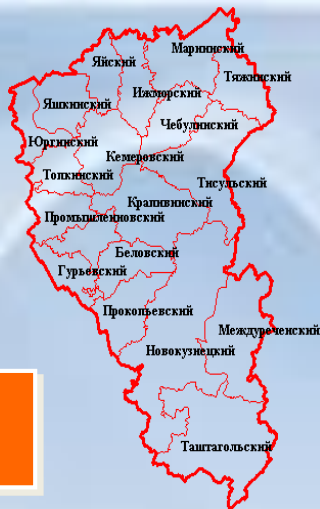 Мариинский
Яйский
Тяжинский
Ижморский
Яшкинский
Чебулинский
Юргинский
Кемеровский
Топкинский
Тисульский
Крапивинский
Промышленновский
Беловский
Гурьевский
Прокопьевский
Междуреченский
Новокузнецкий
Таштагольский